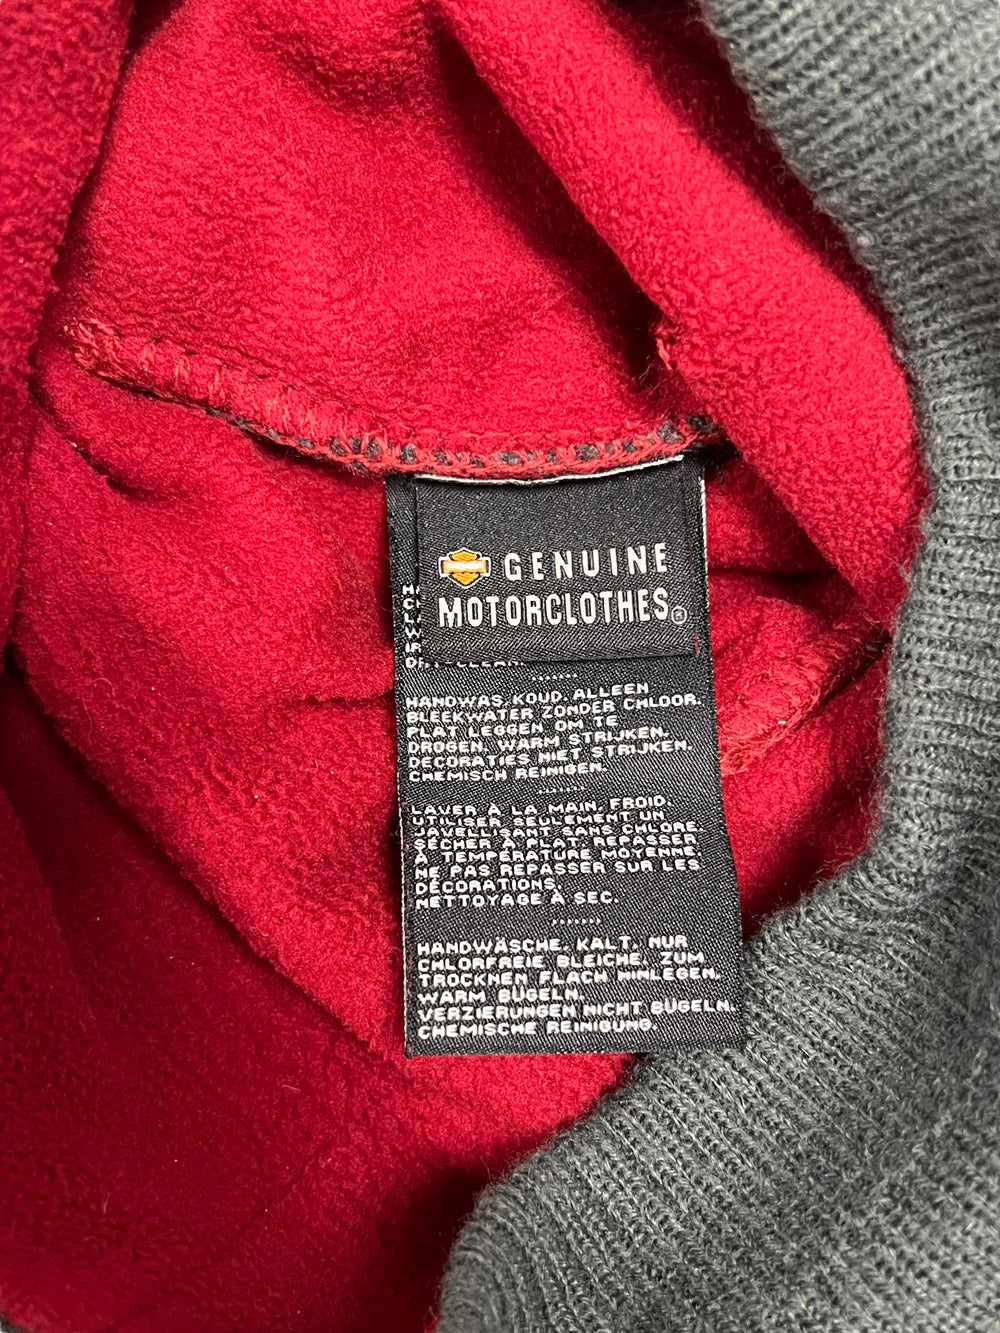 GENUINE
MOTORCLOTHES
HANDWAS. KOUD. ALLEEN
BLEEKWATER ZONDER CHLOOR.
PLAT LEGGEN OM TE
DROGEN. WARM STRIJKEN.
DECORATIES NIET STRIJKEN.
CHEMISCH REINIGEN.
LAVER À LA MAIN. FROID.
UTILISER SEULEMENT UN
JAVELLISANT SANS CHLORE.
SÉCHER À PLAT. REPASSER
À TEMPÉRATURE MOYENNE
NE PAS REPASSER SUR LES
DÉCORATIONS.
NETTOYAGE À SEC.
HANDWÄSCHE. KALT. NUR
CHLORFREIE BLEICHE. ZUM
TROCKNEN FLACH HINLEGEN.
WARM BÜGELN.
VERZIERUNGEN NICHT BÜGELN.
CHEMISCHE REINIGUNG.